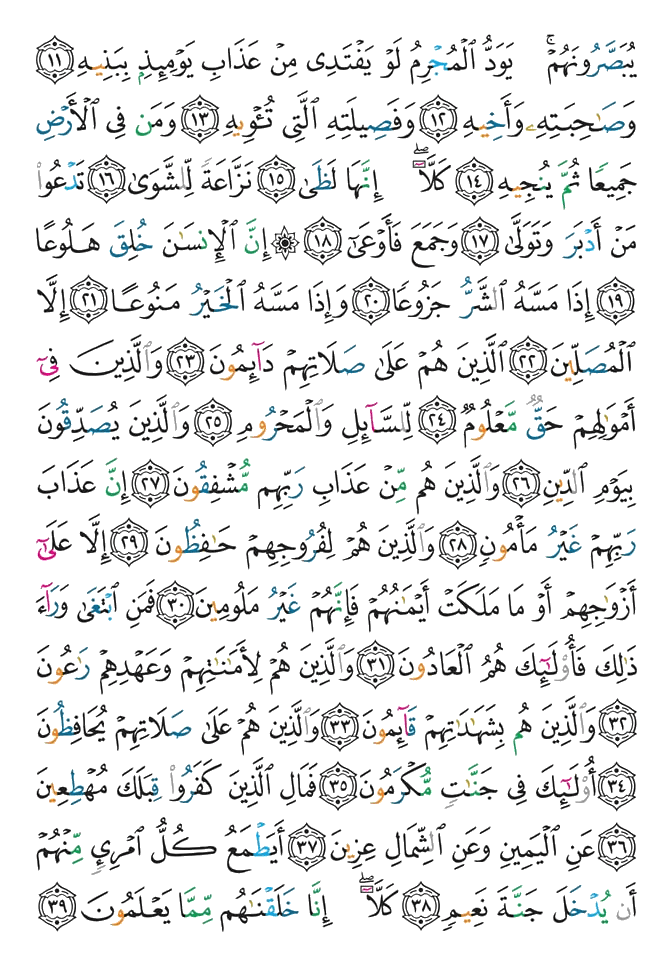 يُبَصَّرُونَهُمْ ۚ يَوَدُّ ٱلْمُجْرِمُ لَوْ يَفْتَدِى مِنْ عَذَابِ يَوْمِئِذٍۭ بِبَنِيهِ ١١
وَصَٰحِبَتِهِۦ وَأَخِيهِ ١٢ وَفَصِيلَتِهِ ٱلَّتِى تُـْٔوِيهِ ١٣ وَمَن فِى ٱلْأَرْضِ
جَمِيعًا ثُمَّ يُنجِيهِ ١٤ كَلَّآ ۖ إِنَّهَا لَظَىٰ ١٥ نَزَّاعَةً لِّلشَّوَىٰ ١٦ تَدْعُوا۟
مَنْ أَدْبَرَ وَتَوَلَّىٰ ١٧ وَجَمَعَ فَأَوْعَىٰٓ ١٨ ۞ إِنَّ ٱلْإِنسَٰنَ خُلِقَ هَلُوعًا
١٩ إِذَا مَسَّهُ ٱلشَّرُّ جَزُوعًا ٢٠ وَإِذَا مَسَّهُ ٱلْخَيْرُ مَنُوعًا ٢١ إِلَّا
ٱلْمُصَلِّينَ ٢٢ ٱلَّذِينَ هُمْ عَلَىٰ صَلَاتِهِمْ دَآئِمُونَ ٢٣ وَٱلَّذِينَ فِىٓ
أَمْوَٰلِهِمْ حَقٌّ مَّعْلُومٌ ٢٤ لِّلسَّآئِلِ وَٱلْمَحْرُومِ ٢٥ وَٱلَّذِينَ يُصَدِّقُونَ
بِيَوْمِ ٱلدِّينِ ٢٦ وَٱلَّذِينَ هُم مِّنْ عَذَابِ رَبِّهِم مُّشْفِقُونَ ٢٧ إِنَّ عَذَابَ
رَبِّهِمْ غَيْرُ مَأْمُونٍ ٢٨ وَٱلَّذِينَ هُمْ لِفُرُوجِهِمْ حَٰفِظُونَ ٢٩ إِلَّا عَلَىٰٓ
أَزْوَٰجِهِمْ أَوْ مَا مَلَكَتْ أَيْمَٰنُهُمْ فَإِنَّهُمْ غَيْرُ مَلُومِينَ ٣٠ فَمَنِ ٱبْتَغَىٰ وَرَآءَ
ذَٰلِكَ فَأُو۟لَٰٓئِكَ هُمُ ٱلْعَادُونَ ٣١ وَٱلَّذِينَ هُمْ لِأَمَٰنَٰتِهِمْ وَعَهْدِهِمْ رَٰعُونَ
٣٢ وَٱلَّذِينَ هُم بِشَهَٰدَٰتِهِمْ قَآئِمُونَ ٣٣ وَٱلَّذِينَ هُمْ عَلَىٰ صَلَاتِهِمْ يُحَافِظُونَ
٣٤ أُو۟لَٰٓئِكَ فِى جَنَّٰتٍ مُّكْرَمُونَ ٣٥ فَمَالِ ٱلَّذِينَ كَفَرُوا۟ قِبَلَكَ مُهْطِعِينَ
٣٦ عَنِ ٱلْيَمِينِ وَعَنِ ٱلشِّمَالِ عِزِينَ ٣٧ أَيَطْمَعُ كُلُّ ٱمْرِئٍ مِّنْهُمْ
أَن يُدْخَلَ جَنَّةَ نَعِيمٍ ٣٨ كَلَّآ ۖ إِنَّا خَلَقْنَٰهُم مِّمَّا يَعْلَمُونَ ٣٩